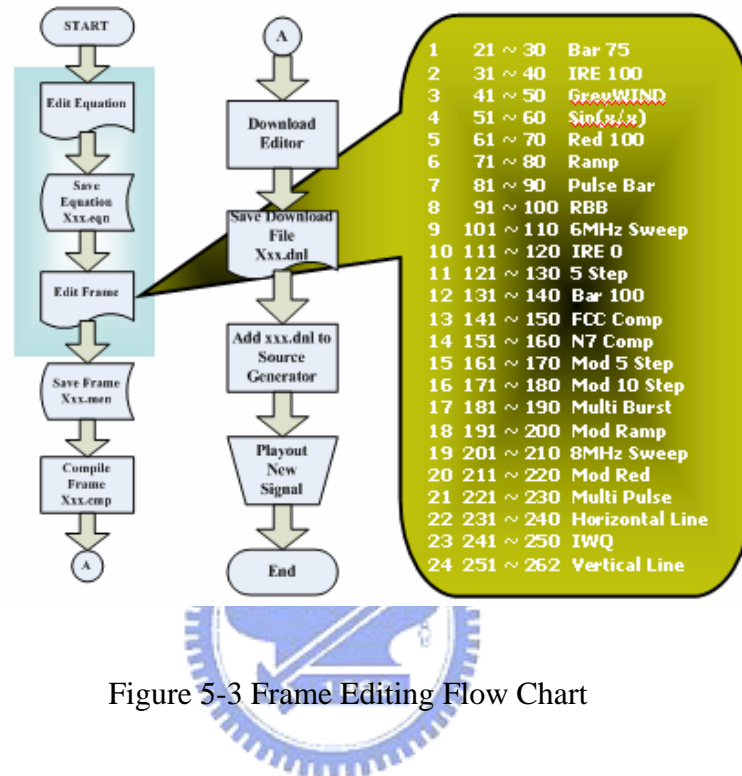 START
Edit Equation
Save
Equation
Xxx.eqn
Edit Frame
Save Frame
Xxx.men
Compile
Frame
Xxx.cmp
A
A
Download
Editor
Save Download
File
Xxx.dnl
Add xxx.dnl to
Source
Generator
Playout
New
Signal
End
1 21 ~ 30 Bar 75
2 31 ~ 40 IRE 100
3 41 ~ 50 GreyWIND
4 51 ~ 60 Sin(x/x)
5 61 ~ 70 Red 100
6 71 ~ 80 Ramp
7 81 ~ 90 Pulse Bar
8 91 ~ 100 RBB
9 101 ~ 110 6MHz Sweep
10 111 ~ 120 IRE 0
11 121 ~ 130 5 Step
12 131 ~ 140 Bar 100
13 141 ~ 150 FCC Comp
14 151 ~ 160 N7 Comp
15 161 ~ 170 Mod 5 Step
16 171 ~ 180 Mod 10 Step
17 181 ~ 190 Multi Burst
18 191 ~ 200 Mod Ramp
19 201 ~ 210 8MHz Sweep
20 211 ~ 220 Mod Red
21 221 ~ 230 Multi Pulse
22 231 ~ 240 Horizontal Line
23 241 ~ 250 IWQ
24 251 ~ 262 Vertical Line
Figure 5-3 Frame Editing Flow Chart